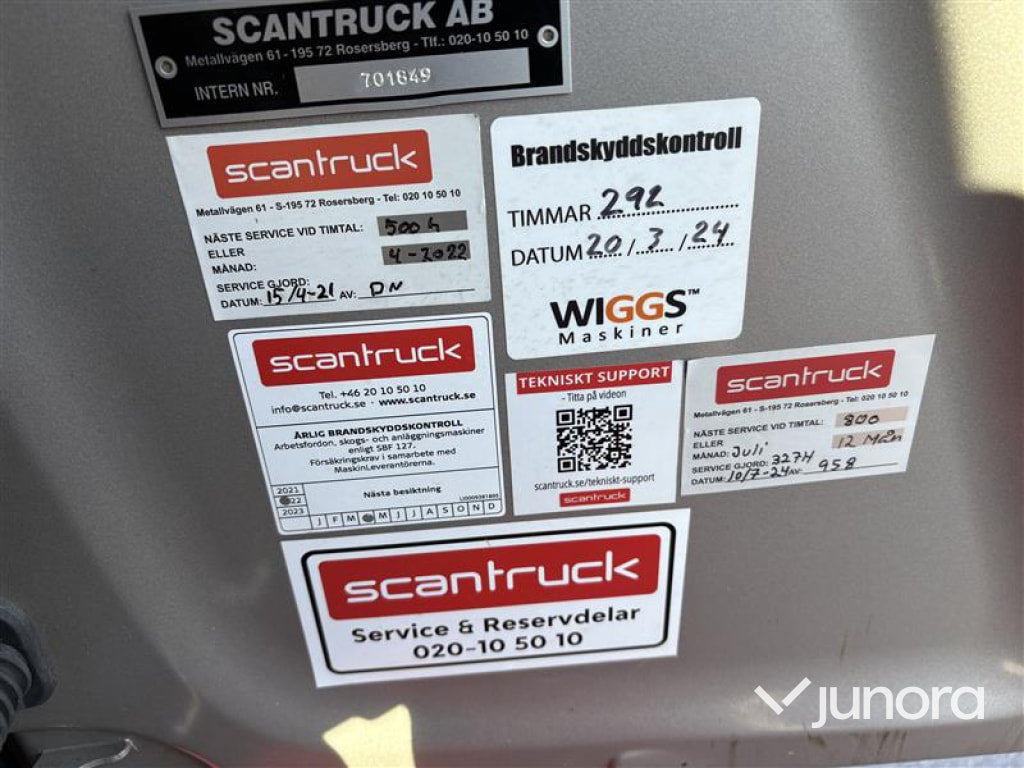 SCANTRUCK AB
Metallvägen 61 - 195 72 Rosersberg - Tlf.: 020-10 50 10
INTERN NR. 701849
scantruck
Metallvägen 61 - S-195 72 Rosersberg - Tel: 020 10 50 10
NÄSTE SERVICE VID TIMTAL: 500 h
ELLER
MÅNAD: 4-2022
SERVICE GJORD:
DATUM: 15/4-21 AV: DN
Brandskyddskontroll
TIMMAR 292
DATUM 20/3/24
WIGGS™
Maskiner
scantruck
Tel. +46 20 10 50 10
info@scantruck.se · www.scantruck.se
ÅRLIG BRANDSKYDDSKONTROLL
Arbetsfordon, skogs- och anläggningsmaskiner
enligt SBF 127.
Försäkringskrav i samarbete med
MaskinLeverantörerna.
2021
22
2023
Nästa besiktning
J F M M J J A S O N D
TEKNISKT SUPPORT
- Titta på videon
scantruck.se/tekniskt-support
scantruck
scantruck
Metallvägen 61 - S-195 72 Rosersberg - Tel: 020 10 50 10
NÄSTE SERVICE VID TIMTAL: 800
ELLER 12 Mån
MÅNAD: Juli
SERVICE GJORD: 327H
DATUM: 10/7-24 AV: 958
scantruck
Service & Reservdelar
020-10 50 10
junora